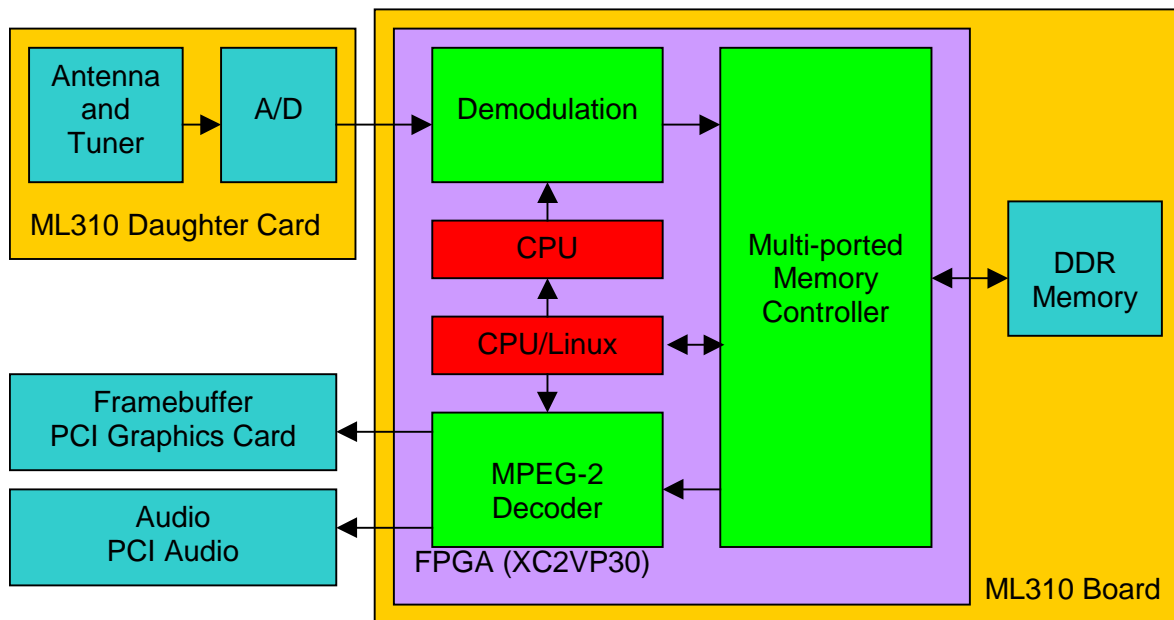 Antenna
and
Tuner
A/D
ML310 Daughter Card
Demodulation
CPU
CPU/Linux
MPEG-2
Decoder
FPGA (XC2VP30)
Multi-ported
Memory
Controller
DDR
Memory
ML310 Board
Framebuffer
PCI Graphics Card
Audio
PCI Audio